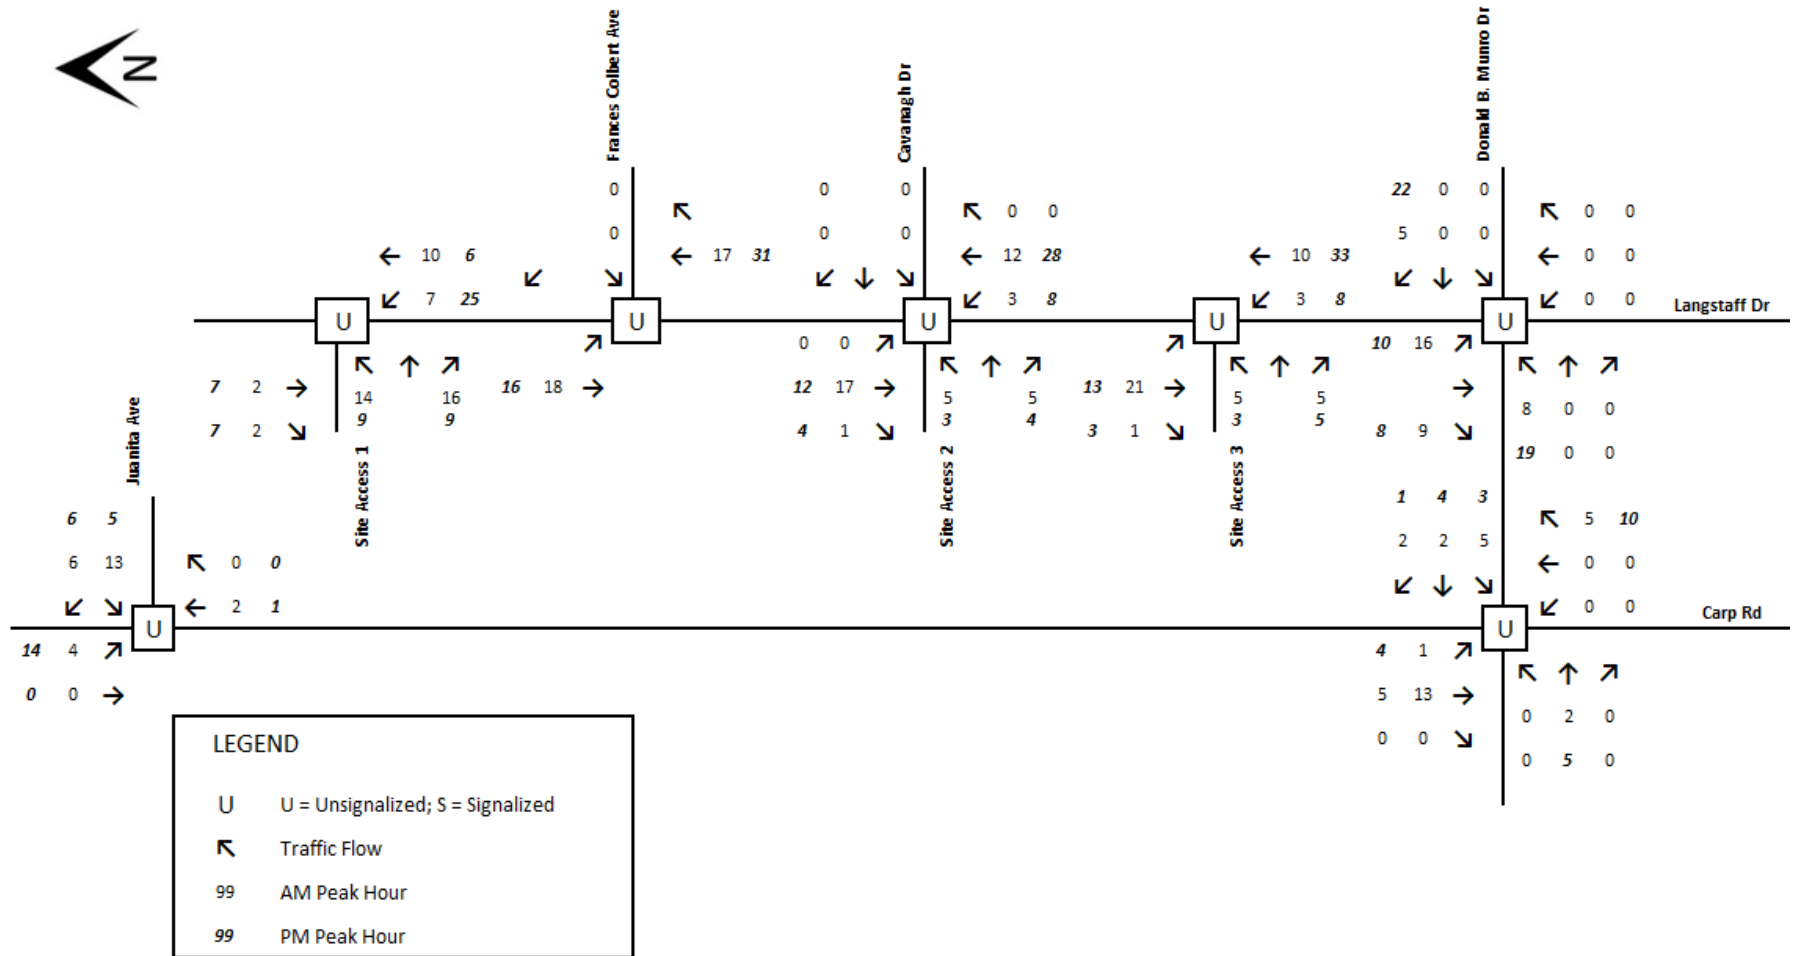 Z
Frances Colbert Ave
Cavanagh Dr
Donald B. Munro Dr
0
0 0
22 0 0
0 0
0 0
0
0 0
5 0 0
10 6
17 31
12 28
10 33
0 0
7 25
3 8
3 8
0 0
Langstaff Dr
U
U
U
U
U
0 0
10 16
7 2
14
16
16 18
12 17
5
5
13 21
5
5
8 0 0
9
9
3
4
3
5
7 2
4 1
3 1
8 9
19 0 0
Juanita Ave
Site Access 1
Site Access 2
Site Access 3
1 4 3
6 5
5 10
2 2 5
6 13
0 0
0 0
2 1
0 0
Carp Rd
U
U
14 4
4 1
0 0
5 13
0 2 0
0 0
0 5 0
LEGEND
U U = Unsignalized; S = Signalized
Traffic Flow
99 AM Peak Hour
99 PM Peak Hour